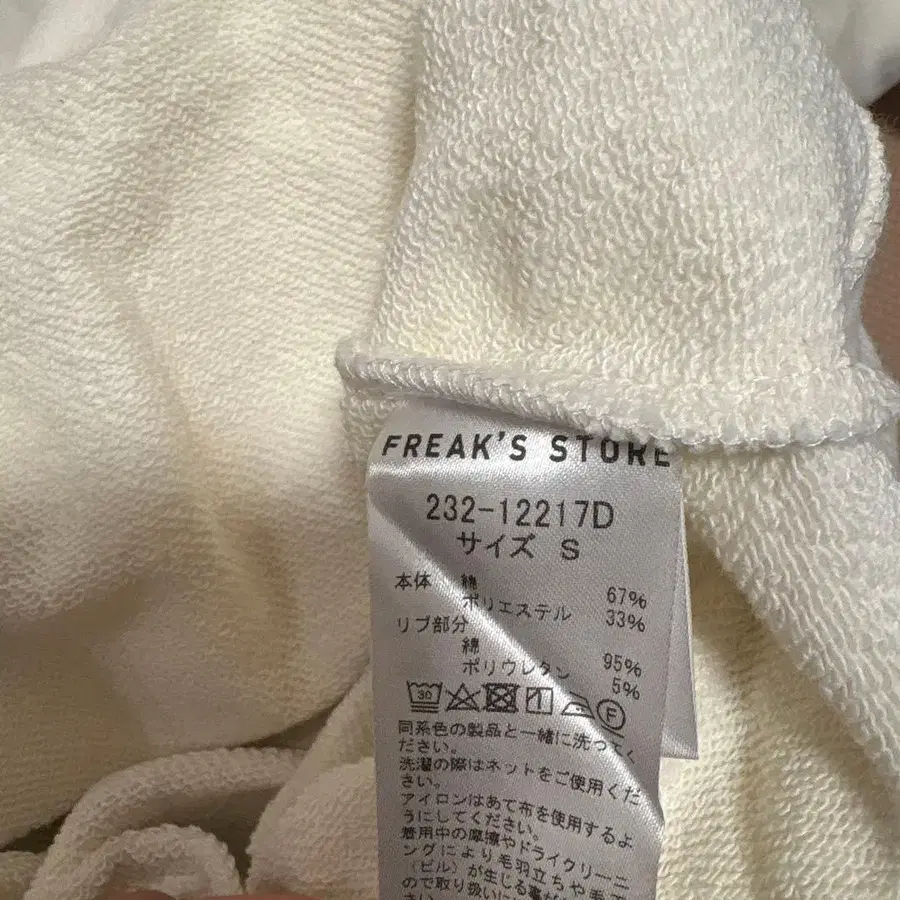 FREAK'S STORE
232-12217D
サイズ S
本体 綿 67%
ポリエステル 33%
リブ部分
綿 95%
ポリウレタン 5%
30 F
同系色の製品と一緒に洗ってく
ださい。
洗濯の際はネットをご使用くだ
さい。
アイロンはあて布を使用するよ
うにしてください。
着用中の摩擦やドライクリーニ
ングにより毛羽立ちや毛
(ピル)が生じる
ので取り扱いに
さい。